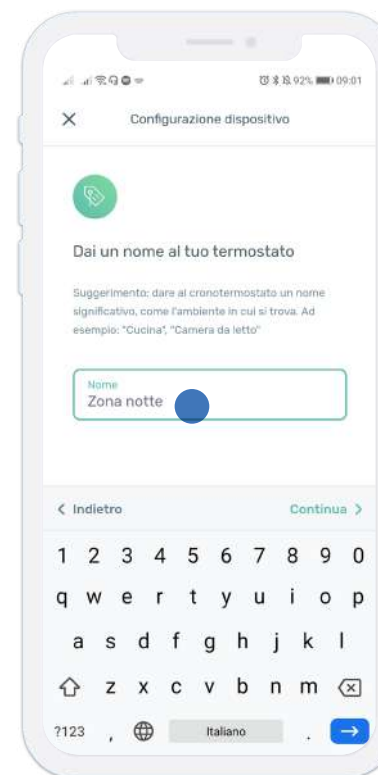 92% 09:01
Configurazione dispositivo
Dai un nome al tuo termostato
Suggerimento: dare al cronotermostato un nome
significativo, come l'ambiente in cui si trova. Ad
esempio: "Cucina", "Camera da letto"
Nome
Zona notte
Indietro Continua
1 2 3 4 5 6 7 8 9 0
q w e r t y u i o p
a s d f g h j k l
z x c v b n m
?123 , Italiano .